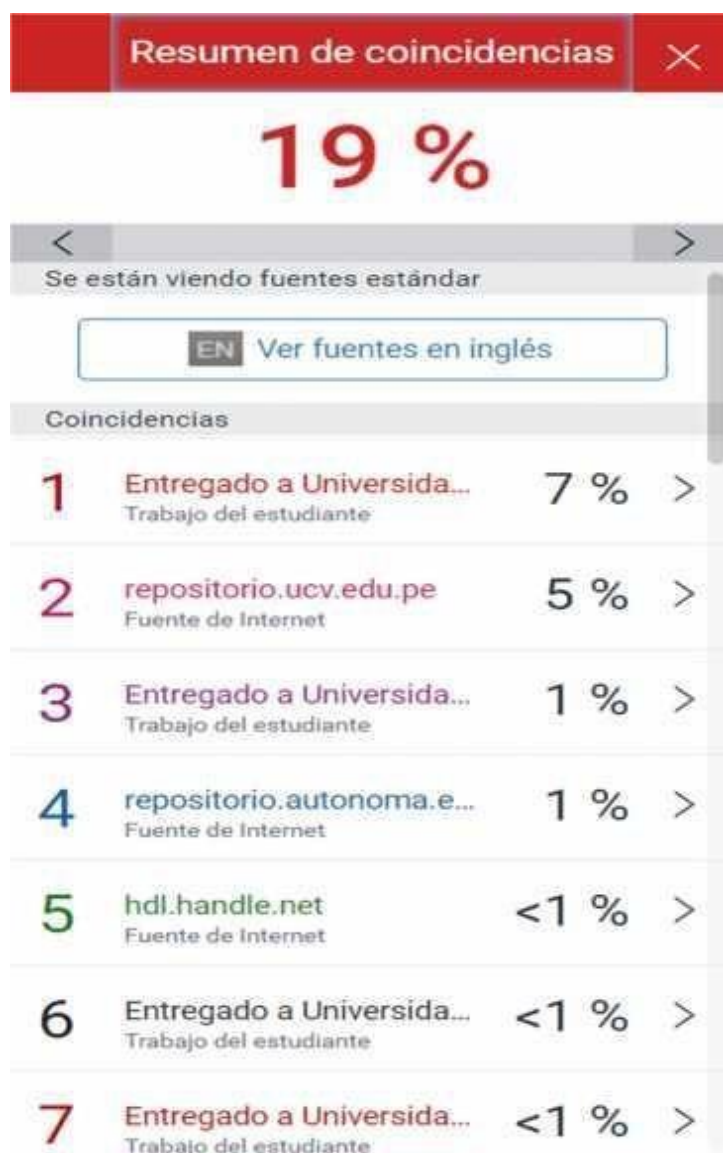 Resumen de coincidencias
19 %
Se están viendo fuentes estándar
EN Ver fuentes en inglés
Coincidencias
1 Entregado a Universida... 7 %
Trabajo del estudiante
2 repositorio.ucv.edu.pe 5 %
Fuente de Internet
3 Entregado a Universida... 1 %
Trabajo del estudiante
4 repositorio.autonoma.e... 1 %
Fuente de Internet
5 hdl.handle.net <1 %
Fuente de Internet
6 Entregado a Universida... <1 %
Trabajo del estudiante
7 Entregado a Universida... <1 %
Trabajo del estudiante